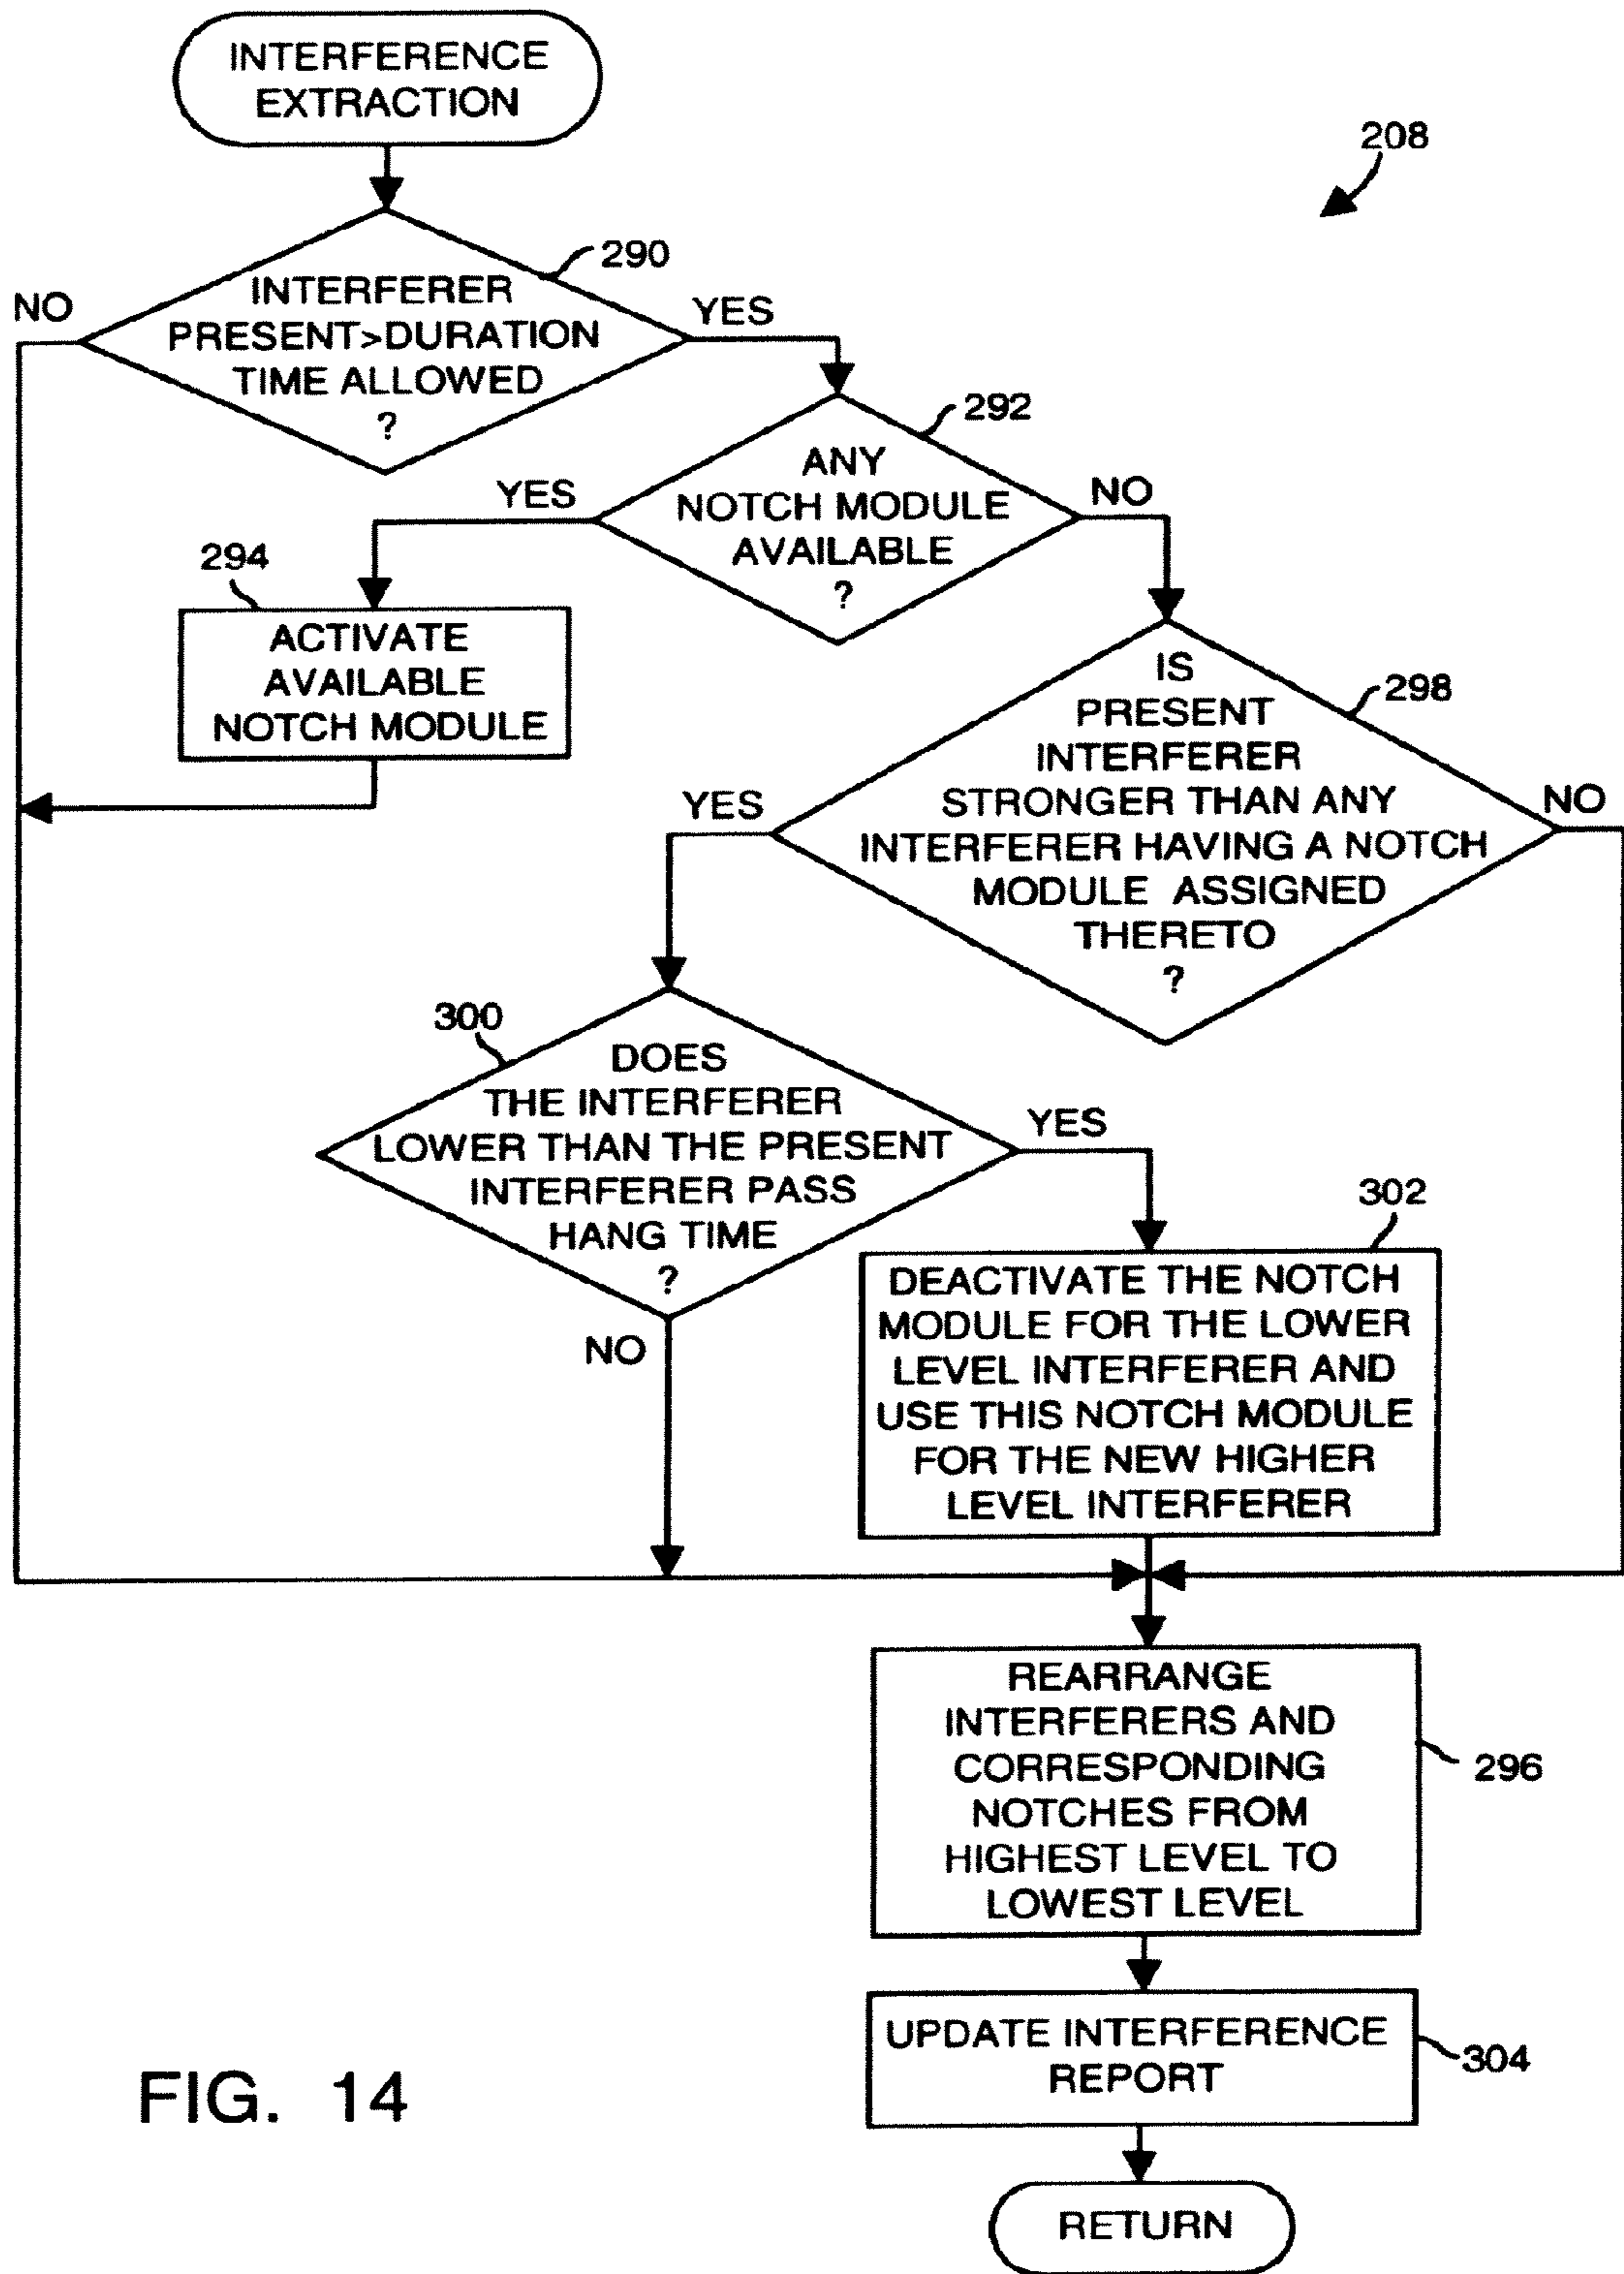 INTERFERENCE
EXTRACTION
208
290
NO
INTERFERER
PRESENT>DURATION
TIME ALLOWED
?
YES
292
ANY
NOTCH MODULE
AVAILABLE
?
YES
NO
294
ACTIVATE
AVAILABLE
NOTCH MODULE
298
IS
PRESENT
INTERFERER
STRONGER THAN ANY
INTERFERER HAVING A NOTCH
MODULE ASSIGNED
THERETO
?
YES
NO
300
DOES
THE INTERFERER
LOWER THAN THE PRESENT
INTERFERER PASS
HANG TIME
?
YES
NO
302
DEACTIVATE THE NOTCH
MODULE FOR THE LOWER
LEVEL INTERFERER AND
USE THIS NOTCH MODULE
FOR THE NEW HIGHER
LEVEL INTERFERER
REARRANGE
INTERFERERS AND
CORRESPONDING
NOTCHES FROM
HIGHEST LEVEL TO
LOWEST LEVEL
296
UPDATE INTERFERENCE
REPORT
304
FIG. 14
RETURN